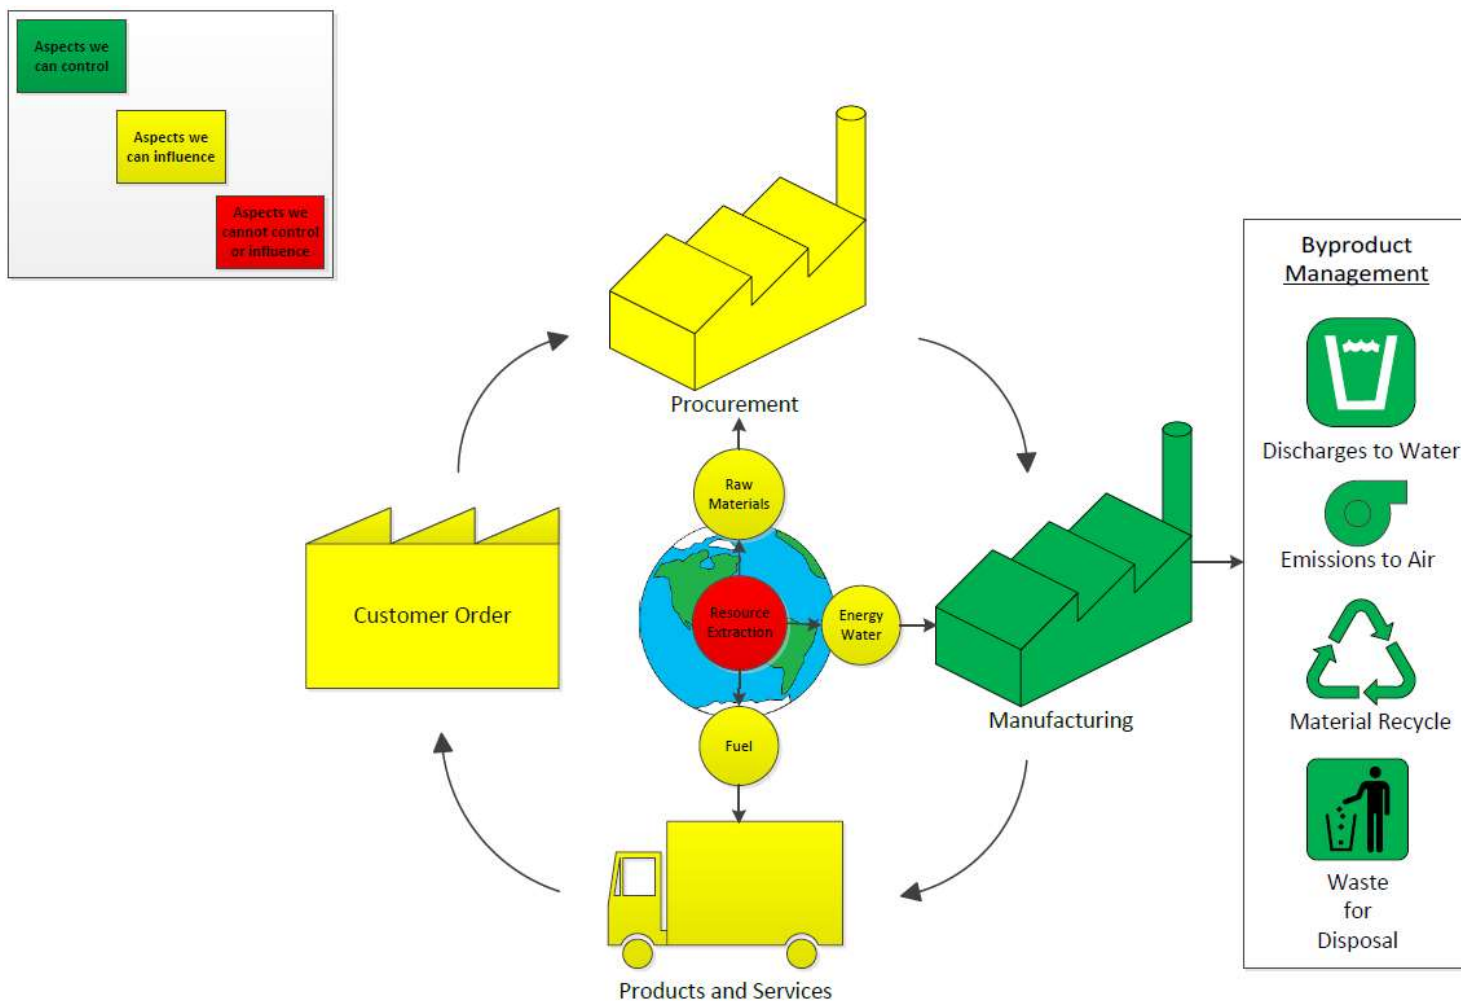 Aspects we
can control
Aspects we
can influence
Aspects we
cannot control
or influence
Procurement
Raw
Materials
Resource
Extraction
Energy
Water
Fuel
Customer Order
Manufacturing
Products and Services
Byproduct
Management
Discharges to Water
Emissions to Air
Material Recycle
Waste
for
Disposal